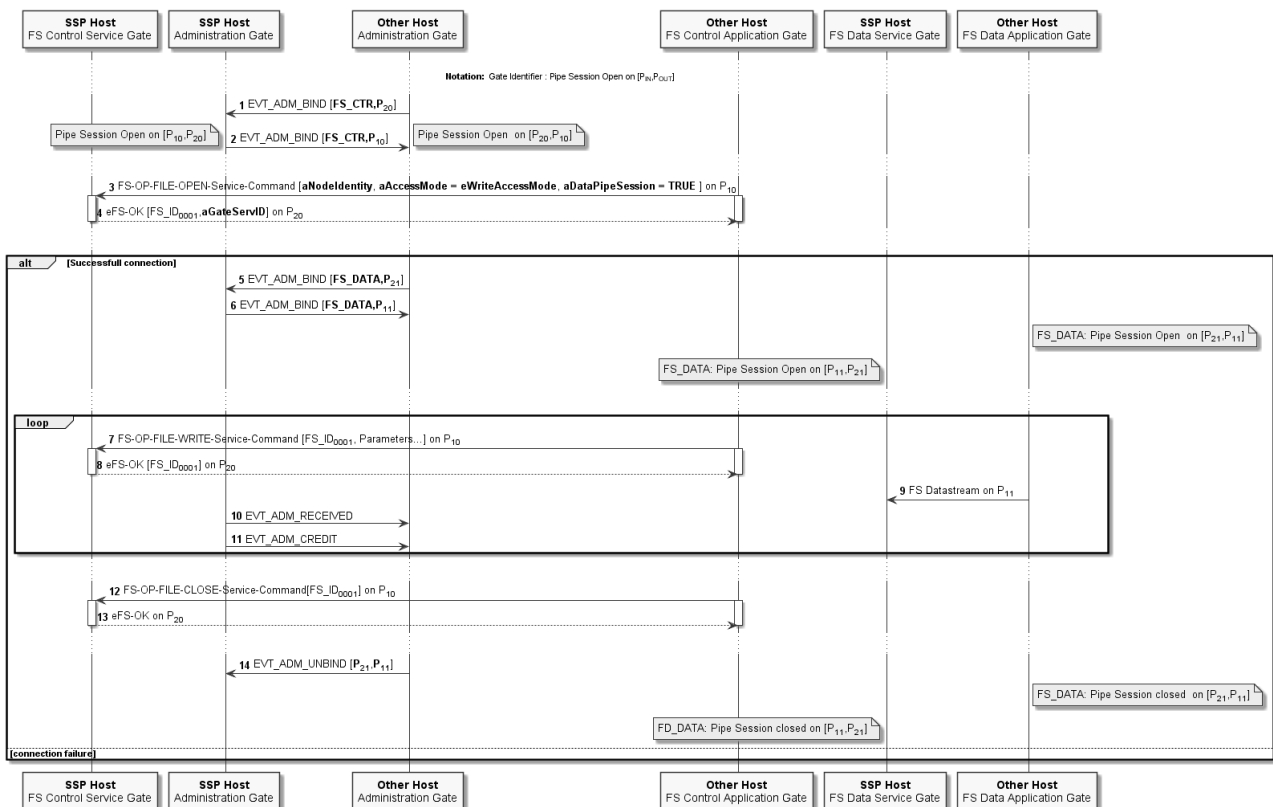 SSP Host
FS Control Service Gate
SSP Host
Administration Gate
Other Host
Administration Gate
Other Host
FS Control Application Gate
SSP Host
FS Data Service Gate
Other Host
FS Data Application Gate
Notation: Gate Identifier : Pipe Session Open on [P_IN,P_OUT]
1 EVT_ADM_BIND [FS_CTR,P20]
Pipe Session Open on [P10,P20]
2 EVT_ADM_BIND [FS_CTR,P10]
Pipe Session Open on [P20,P10]
3 FS-OP-FILE-OPEN-Service-Command [aNodeIdentity, aAccessMode = eWriteAccessMode, aDataPipeSession = TRUE ] on P10
4 eFS-OK [FS_ID0001,aGateServID] on P20
alt [Successfull connection]
5 EVT_ADM_BIND [FS_DATA,P21]
6 EVT_ADM_BIND [FS_DATA,P11]
FS_DATA: Pipe Session Open on [P21,P11]
FS_DATA: Pipe Session Open on [P11,P21]
loop
7 FS-OP-FILE-WRITE-Service-Command [FS_ID0001, Parameters...] on P10
8 eFS-OK [FS_ID0001] on P20
9 FS Datastream on P11
10 EVT_ADM_RECEIVED
11 EVT_ADM_CREDIT
12 FS-OP-FILE-CLOSE-Service-Command[FS_ID0001] on P10
13 eFS-OK on P20
14 EVT_ADM_UNBIND [P21,P11]
FS_DATA: Pipe Session closed on [P21,P11]
FD_DATA: Pipe Session closed on [P11,P21]
[connection failure]
SSP Host
FS Control Service Gate
SSP Host
Administration Gate
Other Host
Administration Gate
Other Host
FS Control Application Gate
SSP Host
FS Data Service Gate
Other Host
FS Data Application Gate